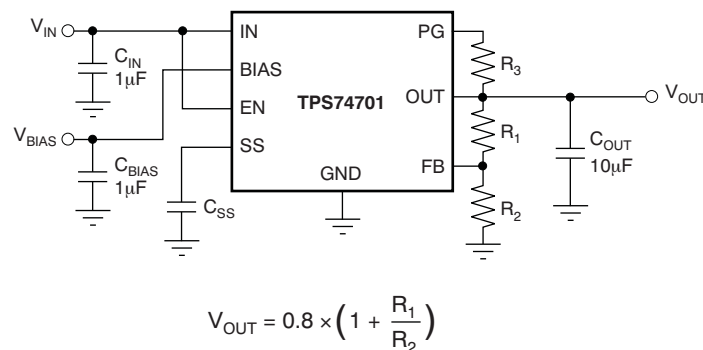 V_IN
C_IN
1μF
V_BIAS
C_BIAS
1μF
C_SS
IN
BIAS
EN
SS
TPS74701
GND
PG
OUT
FB
R_3
R_1
R_2
V_OUT
C_OUT
10μF
V_OUT = 0.8 × (1 + R_1/R_2)